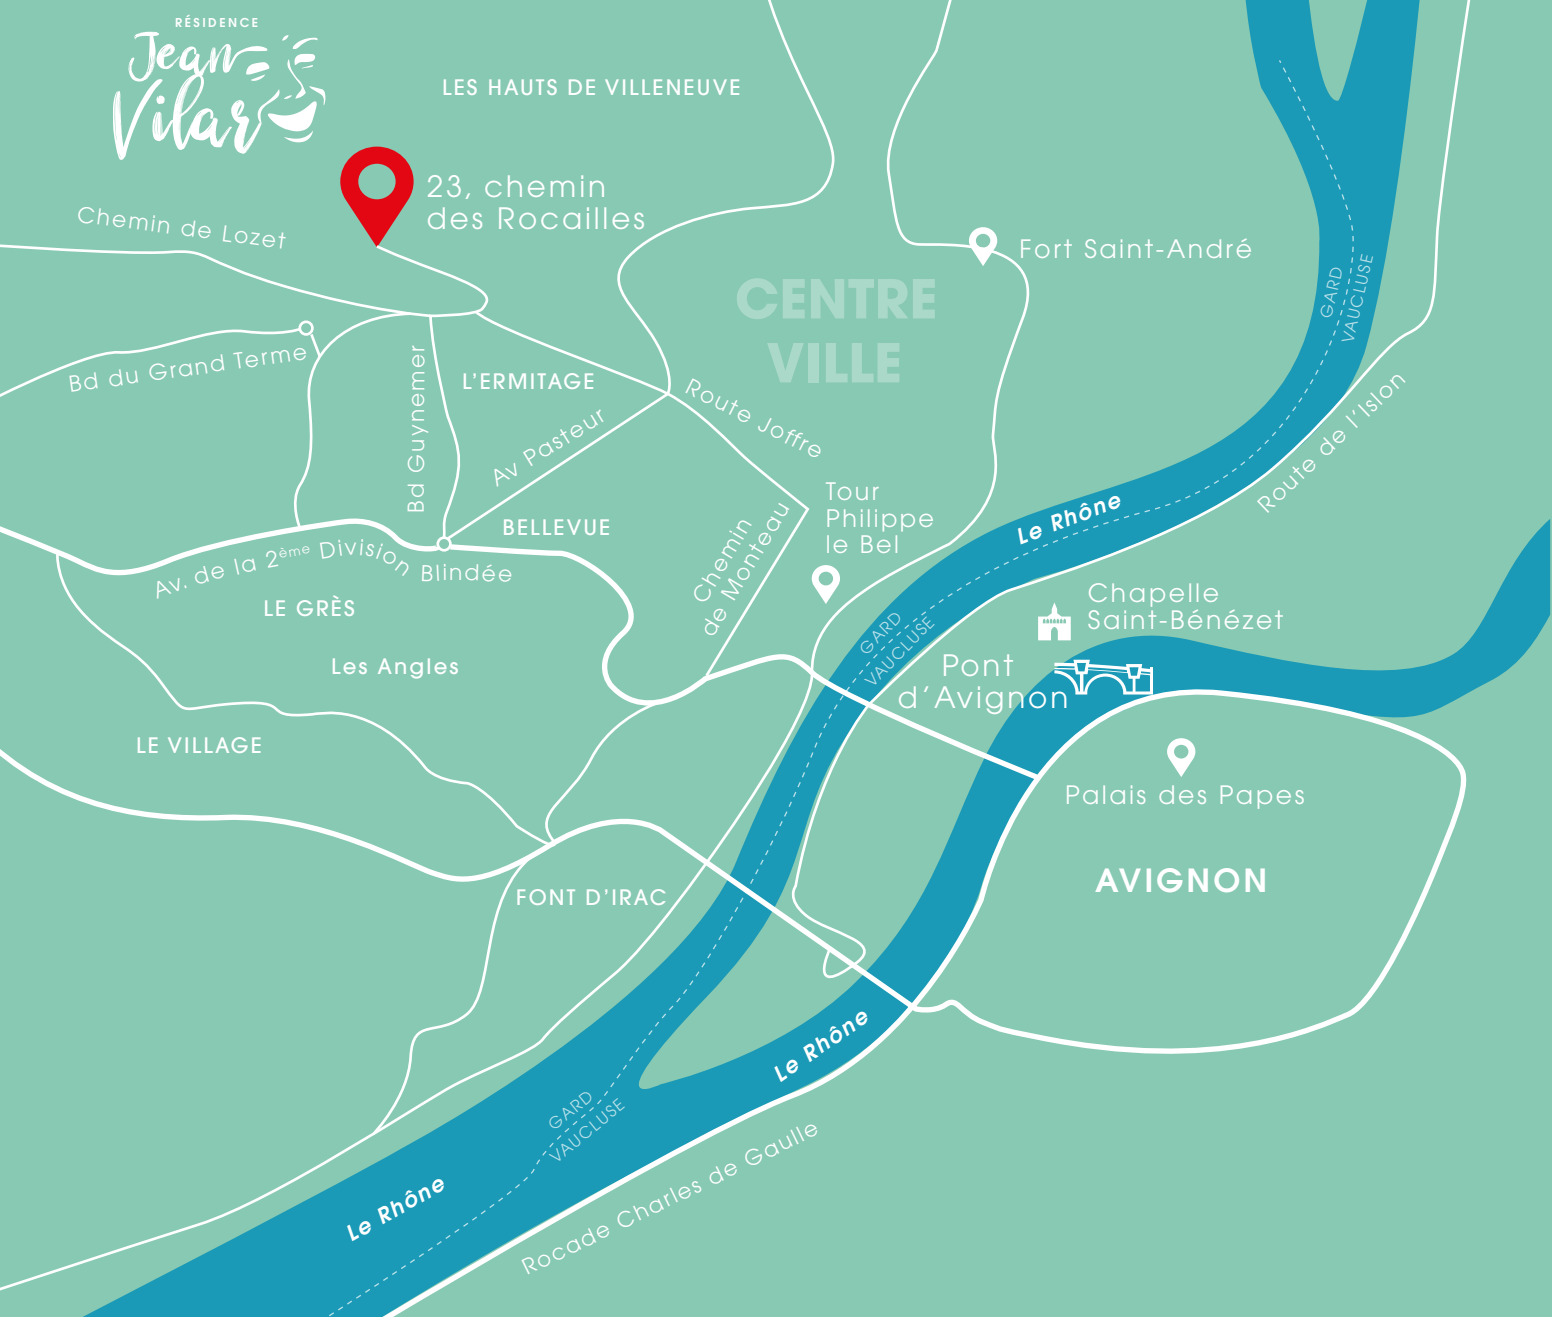 RÉSIDENCE
Jean
Vilar
LES HAUTS DE VILLENEUVE
23, chemin
des Rocailles
Chemin de Lozet
Fort Saint-André
CENTRE
VILLE
GARD
VAUCLUSE
Bd du Grand Terme
Bd Guynemer
L'ERMITAGE
Route Joffre
Av Pasteur
Route de l'Islon
Tour
Philippe
le Bel
Le Rhône
BELLEVUE
Chemin
de Monteau
Av. de la 2ème Division Blindée
LE GRÈS
Les Angles
Chapelle
Saint-Bénézet
GARD
VAUCLUSE
Pont
d'Avignon
LE VILLAGE
Palais des Papes
AVIGNON
FONT D'IRAC
Le Rhône
GARD
VAUCLUSE
Le Rhône
Rocade Charles de Gaulle